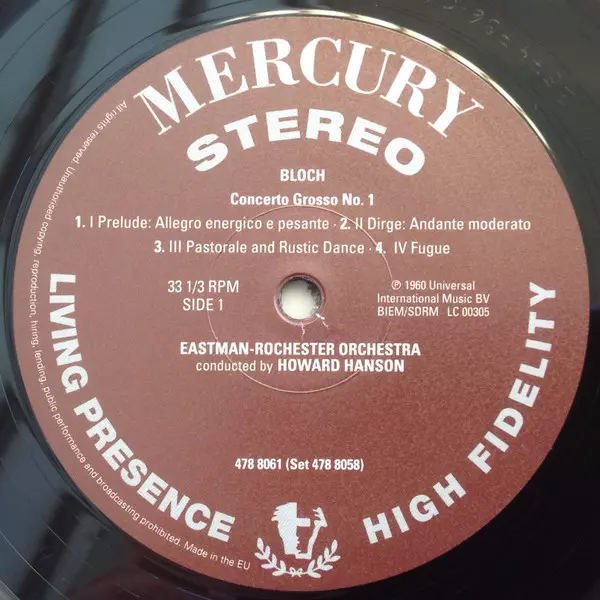 MERCURY
STEREO
BLOCH
Concerto Grosso No. 1
1. I Prelude: Allegro energico e pesante · 2. II Dirge: Andante moderato
3. III Pastorale and Rustic Dance · 4. IV Fugue
33 1/3 RPM
SIDE 1
℗ 1960 Universal
International Music BV
BIEM/SDRM LC 00305
EASTMAN-ROCHESTER ORCHESTRA
conducted by HOWARD HANSON
478 8061 (Set 478 8058)
LIVING PRESENCE
HIGH FIDELITY
All rights reserved. Unauthorised copying, reproduction, hiring, lending, public performance and broadcasting prohibited. Made in the EU